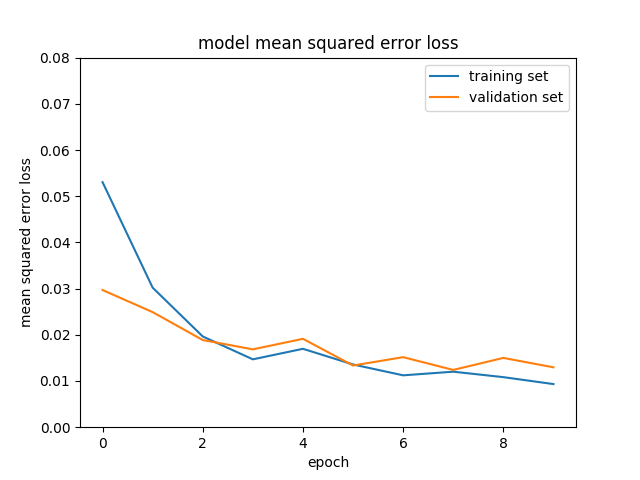 model mean squared error loss
0.08
0.07
0.06
0.05
0.04
0.03
0.02
0.01
0.00
mean squared error loss
training set
validation set
0 2 4 6 8
epoch